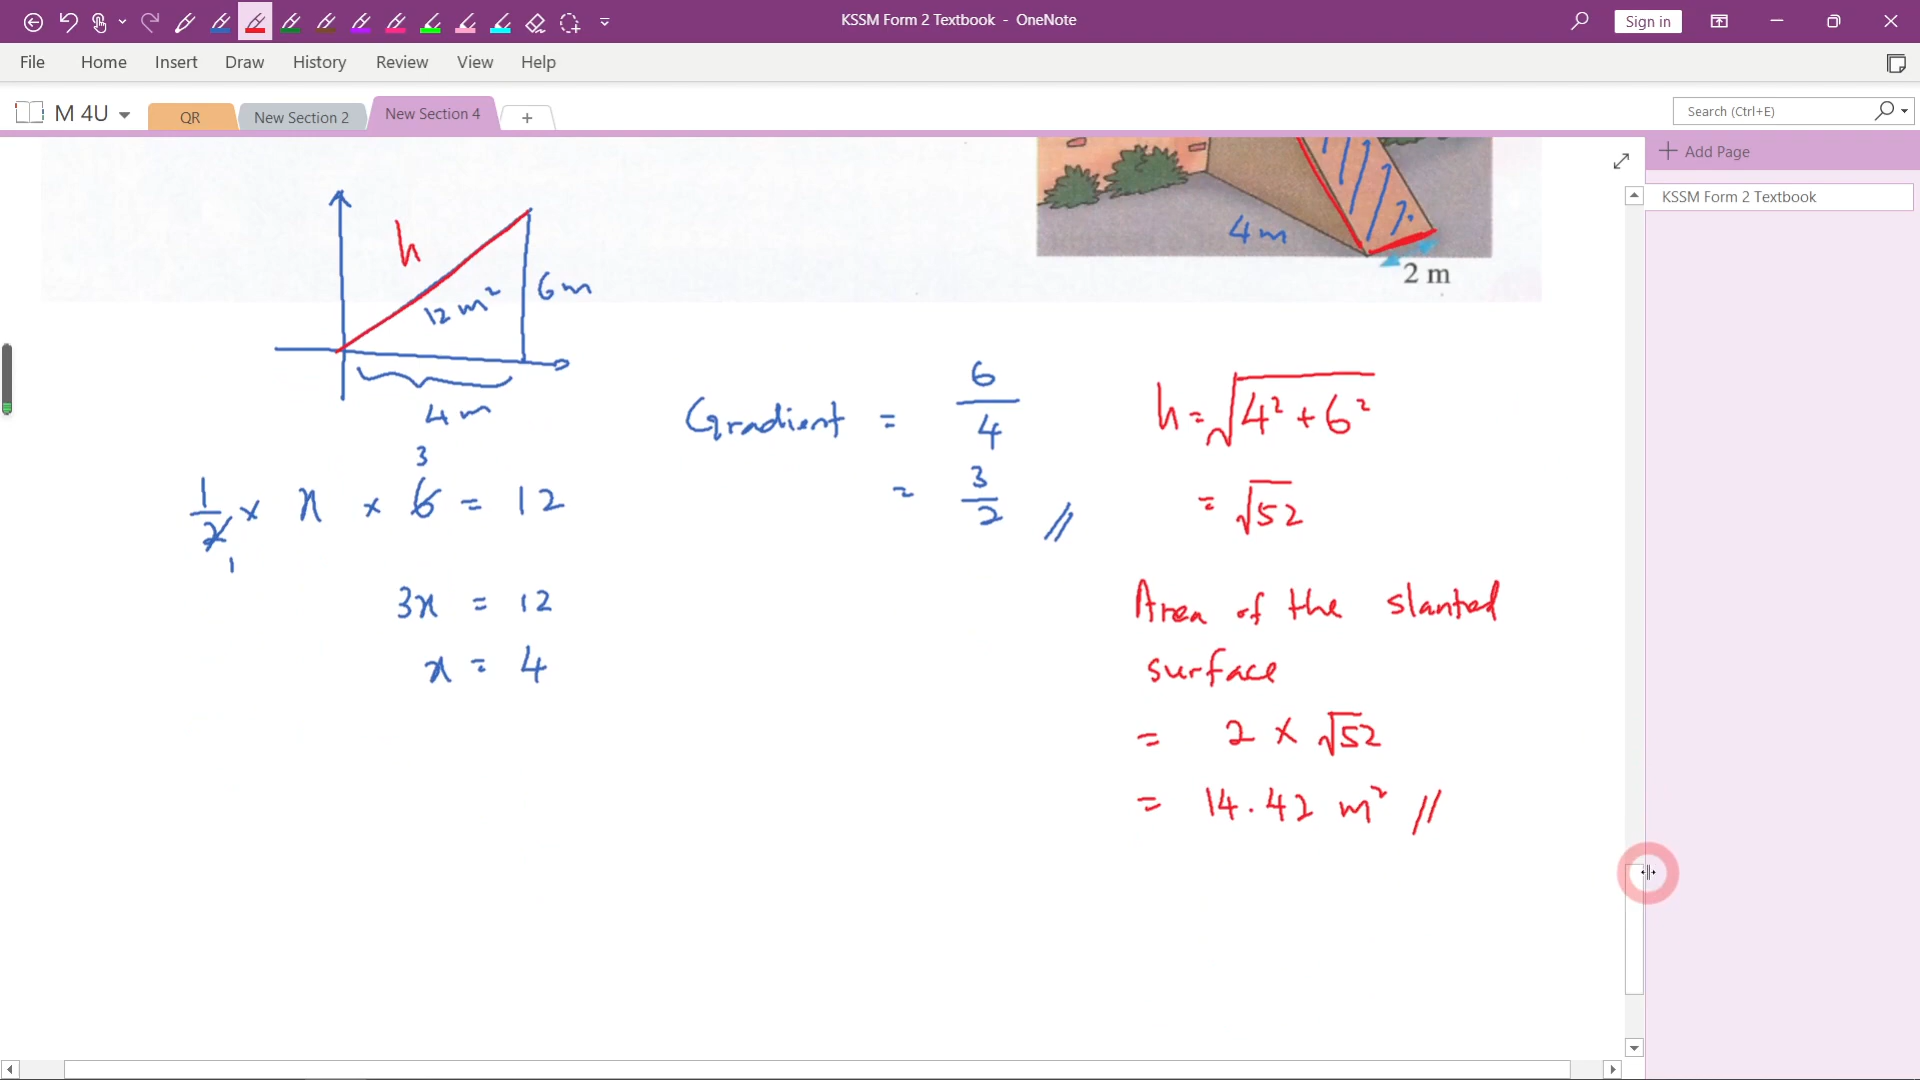 KSSM Form 2 Textbook - OneNote
Sign in
File Home Insert Draw History Review View Help
M 4U
QR
New Section 2
New Section 4
+
Search (Ctrl+E)
Add Page
KSSM Form 2 Textbook
h
12 m²
6m
4 m
4 m
2 m
1/2 × x × 6 = 12
3
1
3x = 12
x = 4
Gradient = 6/4
= 3/2 //
h = √4² + 6²
= √52
Area of the slanted
surface
= 2 × √52
= 14.42 m² //